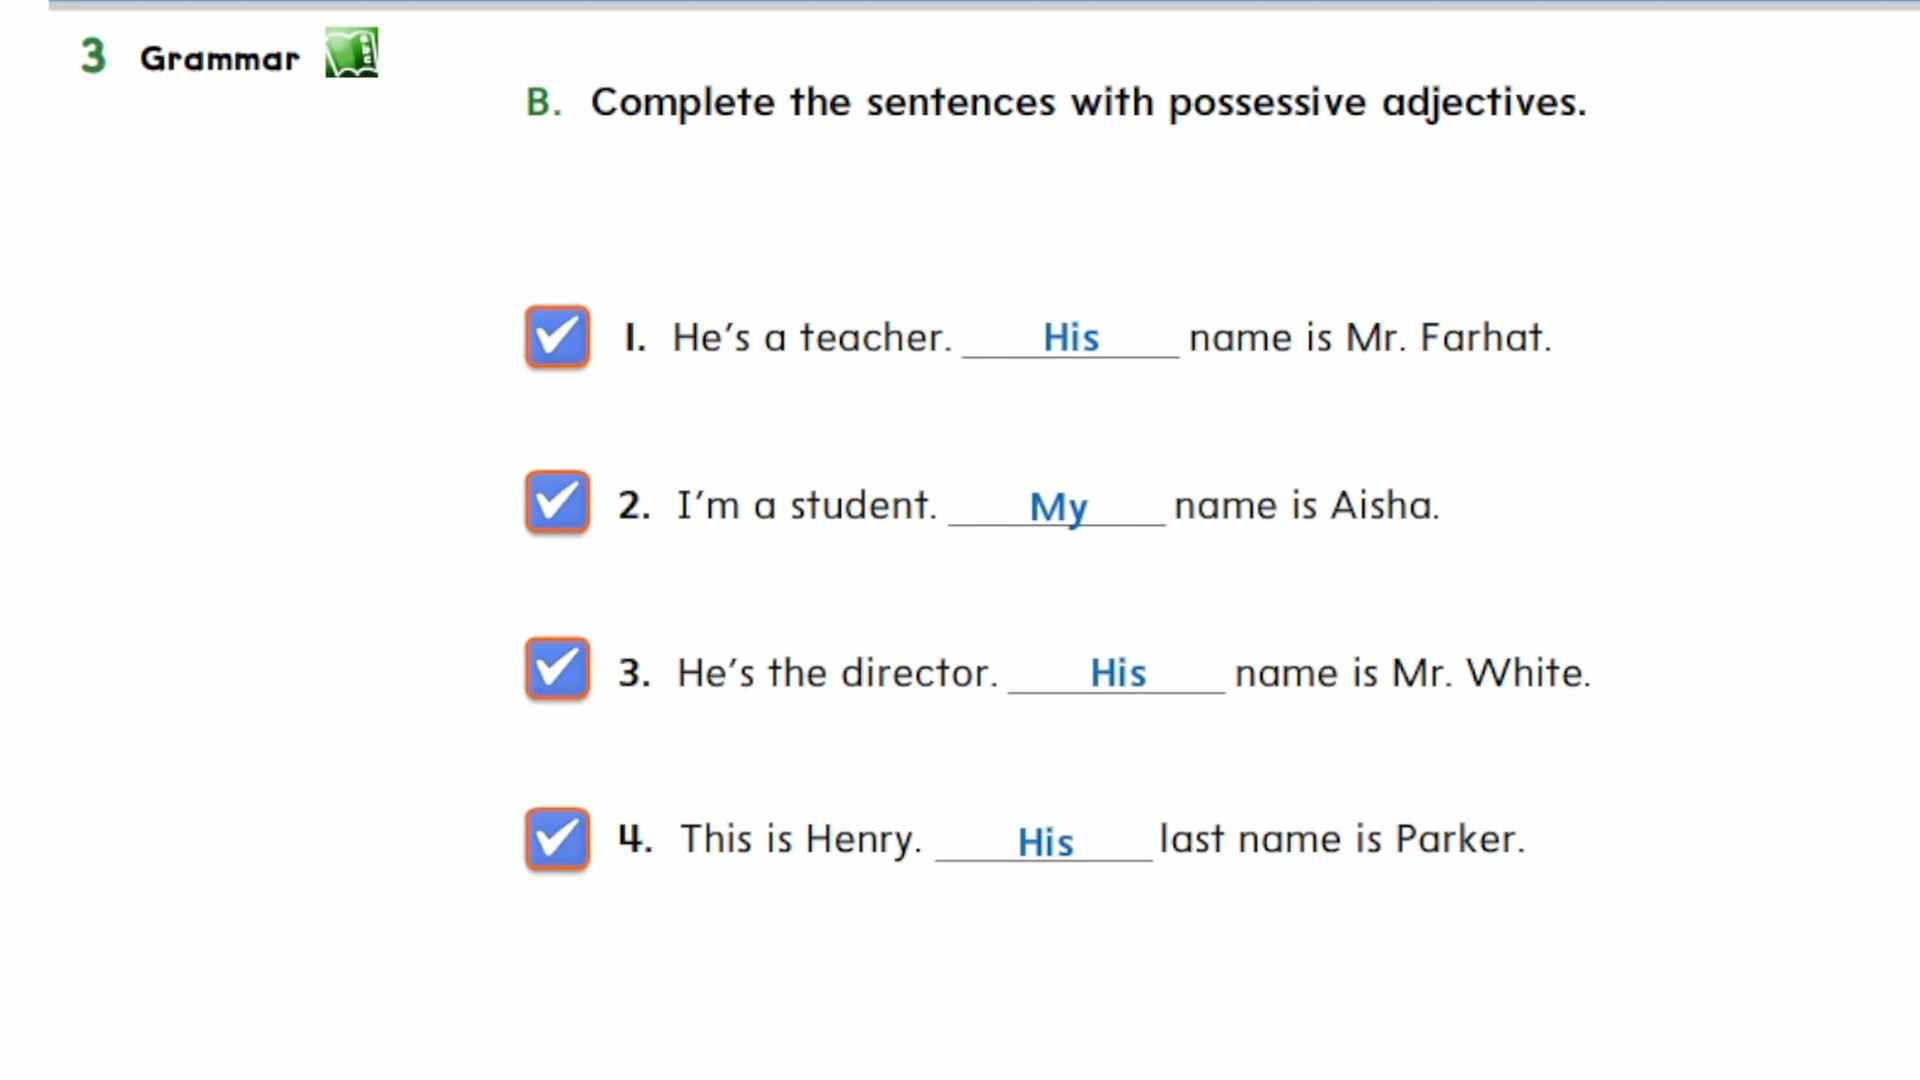 3 Grammar
B. Complete the sentences with possessive adjectives.
1. He's a teacher. His name is Mr. Farhat.
2. I'm a student. My name is Aisha.
3. He's the director. His name is Mr. White.
4. This is Henry. His last name is Parker.